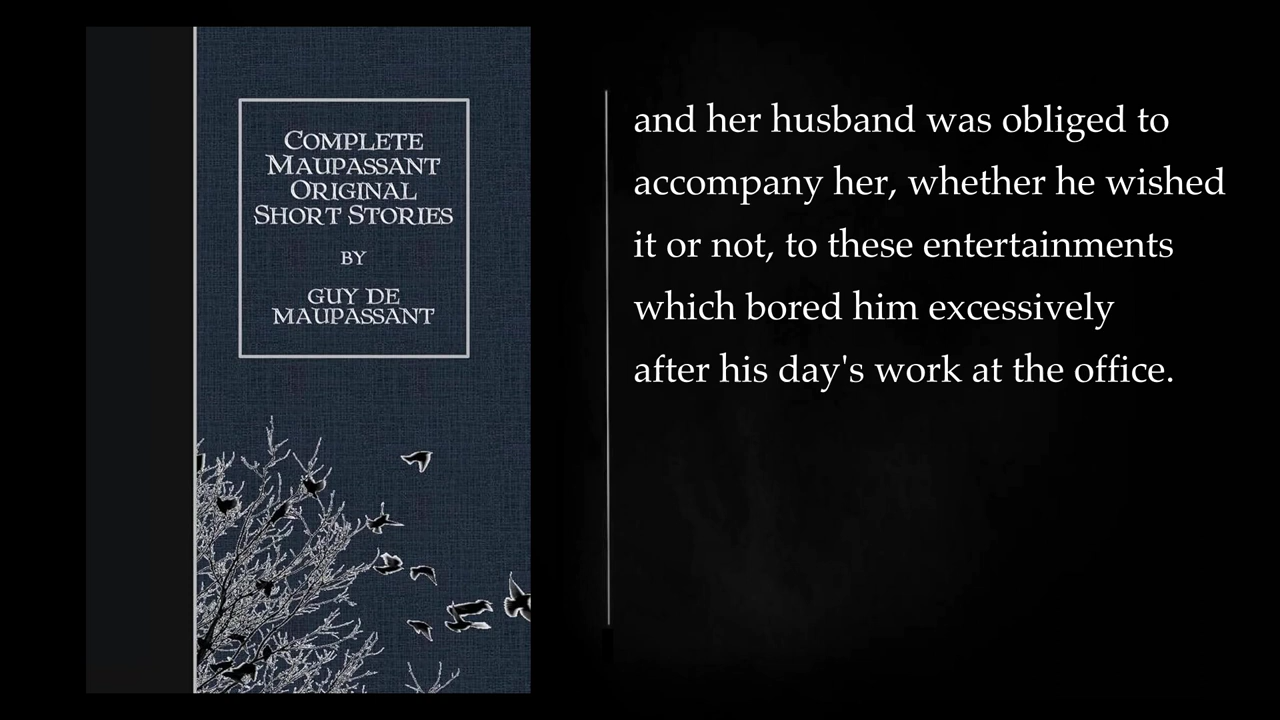 COMPLETE
MAUPASSANT
ORIGINAL
SHORT STORIES
BY
GUY DE
MAUPASSANT
and her husband was obliged to
accompany her, whether he wished
it or not, to these entertainments
which bored him excessively
after his day's work at the office.